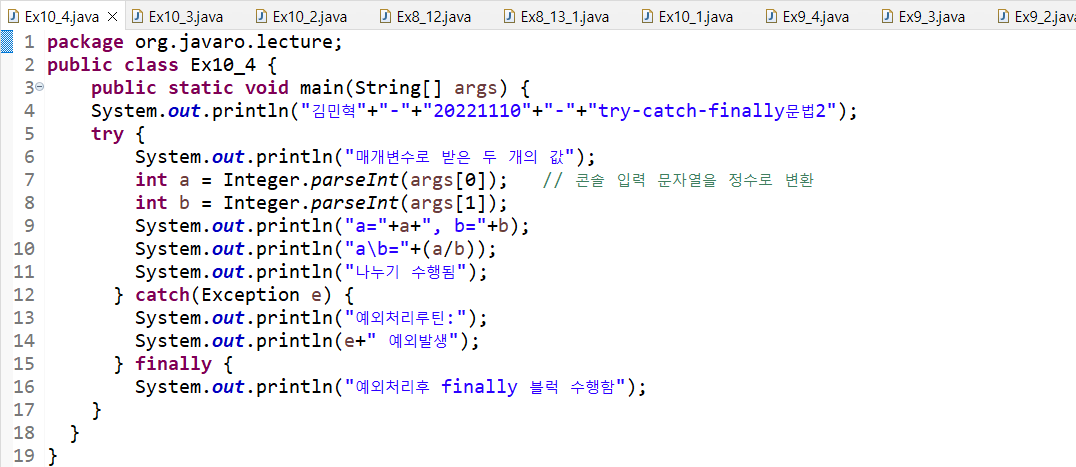 Ex10_4.java Ex10_3.java Ex10_2.java Ex8_12.java Ex8_13_1.java Ex10_1.java Ex9_4.java Ex9_3.java Ex9_2.java
1 package org.javaro.lecture;
2 public class Ex10_4 {
3 public static void main(String[] args) {
4 System.out.println("김민혁"+"-"+"20221110"+"-"+"try-catch-finally문법2");
5 try {
6 System.out.println("매개변수로 받은 두 개의 값");
7 int a = Integer.parseInt(args[0]); // 콘솔 입력 문자열을 정수로 변환
8 int b = Integer.parseInt(args[1]);
9 System.out.println("a="+a+", b="+b);
10 System.out.println("a\b="+(a/b));
11 System.out.println("나누기 수행됨");
12 } catch(Exception e) {
13 System.out.println("예외처리루틴:");
14 System.out.println(e+" 예외발생");
15 } finally {
16 System.out.println("예외처리후 finally 블럭 수행함");
17 }
18 }
19 }